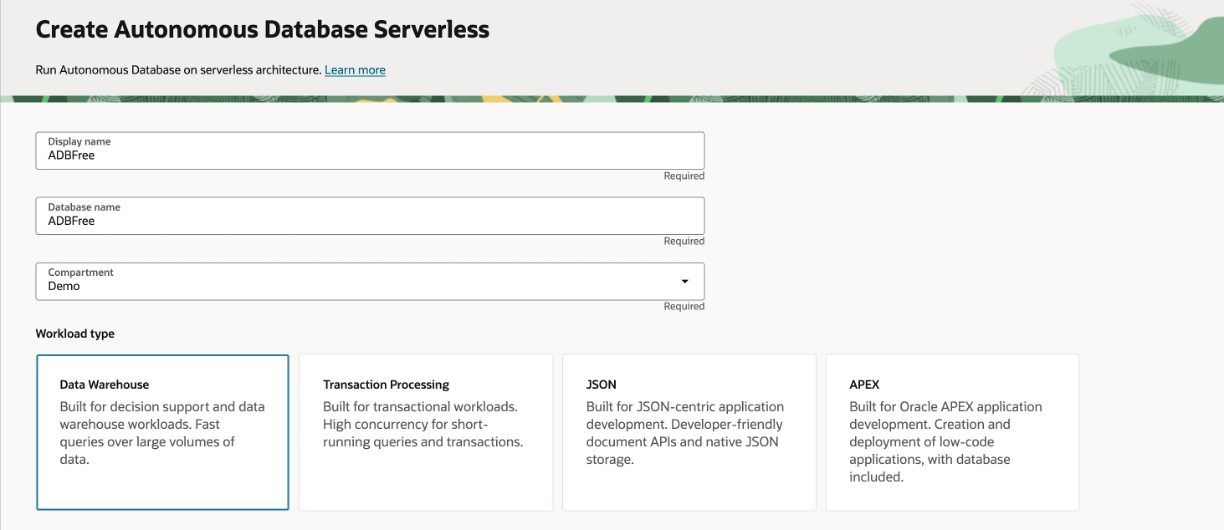 Create Autonomous Database Serverless
Run Autonomous Database on serverless architecture. Learn more
Display name
ADBFree
Required
Database name
ADBFree
Required
Compartment
Demo
Required
Workload type
Data Warehouse
Built for decision support and data
warehouse workloads. Fast
queries over large volumes of
data.
Transaction Processing
Built for transactional workloads.
High concurrency for short-
running queries and transactions.
JSON
Built for JSON-centric application
development. Developer-friendly
document APIs and native JSON
storage.
APEX
Built for Oracle APEX application
development. Creation and
deployment of low-code
applications, with database
included.